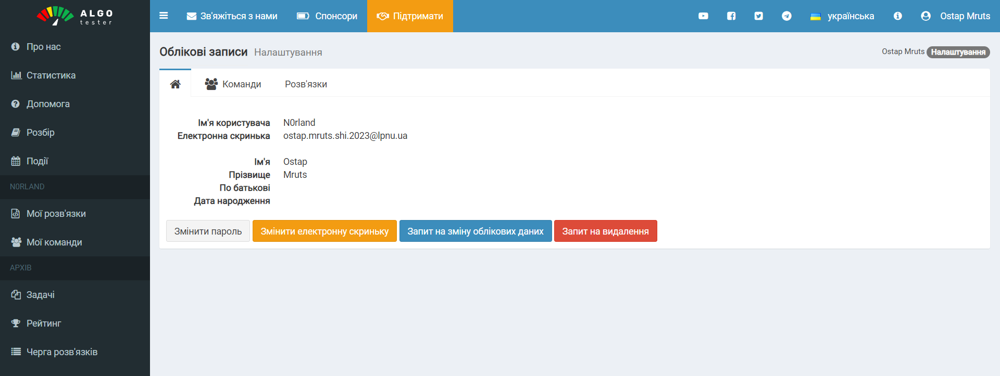 ALGO
tester
Зв'яжіться з нами
Спонсори
Підтримати
українська
Ostap Mruts
Про нас
Статистика
Допомога
Розбір
Події
N0RLAND
Мої розв'язки
Мої команди
АРХІВ
Задачі
Рейтинг
Черга розв'язків
Облікові записи Налаштування
Ostap Mruts Налаштування
Команди
Розв'язки
Ім'я користувача N0rland
Електронна скринька ostap.mruts.shi.2023@lpnu.ua
Ім'я Ostap
Прізвище Mruts
По батькові
Дата народження
Змінити пароль
Змінити електронну скриньку
Запит на зміну облікових даних
Запит на видалення